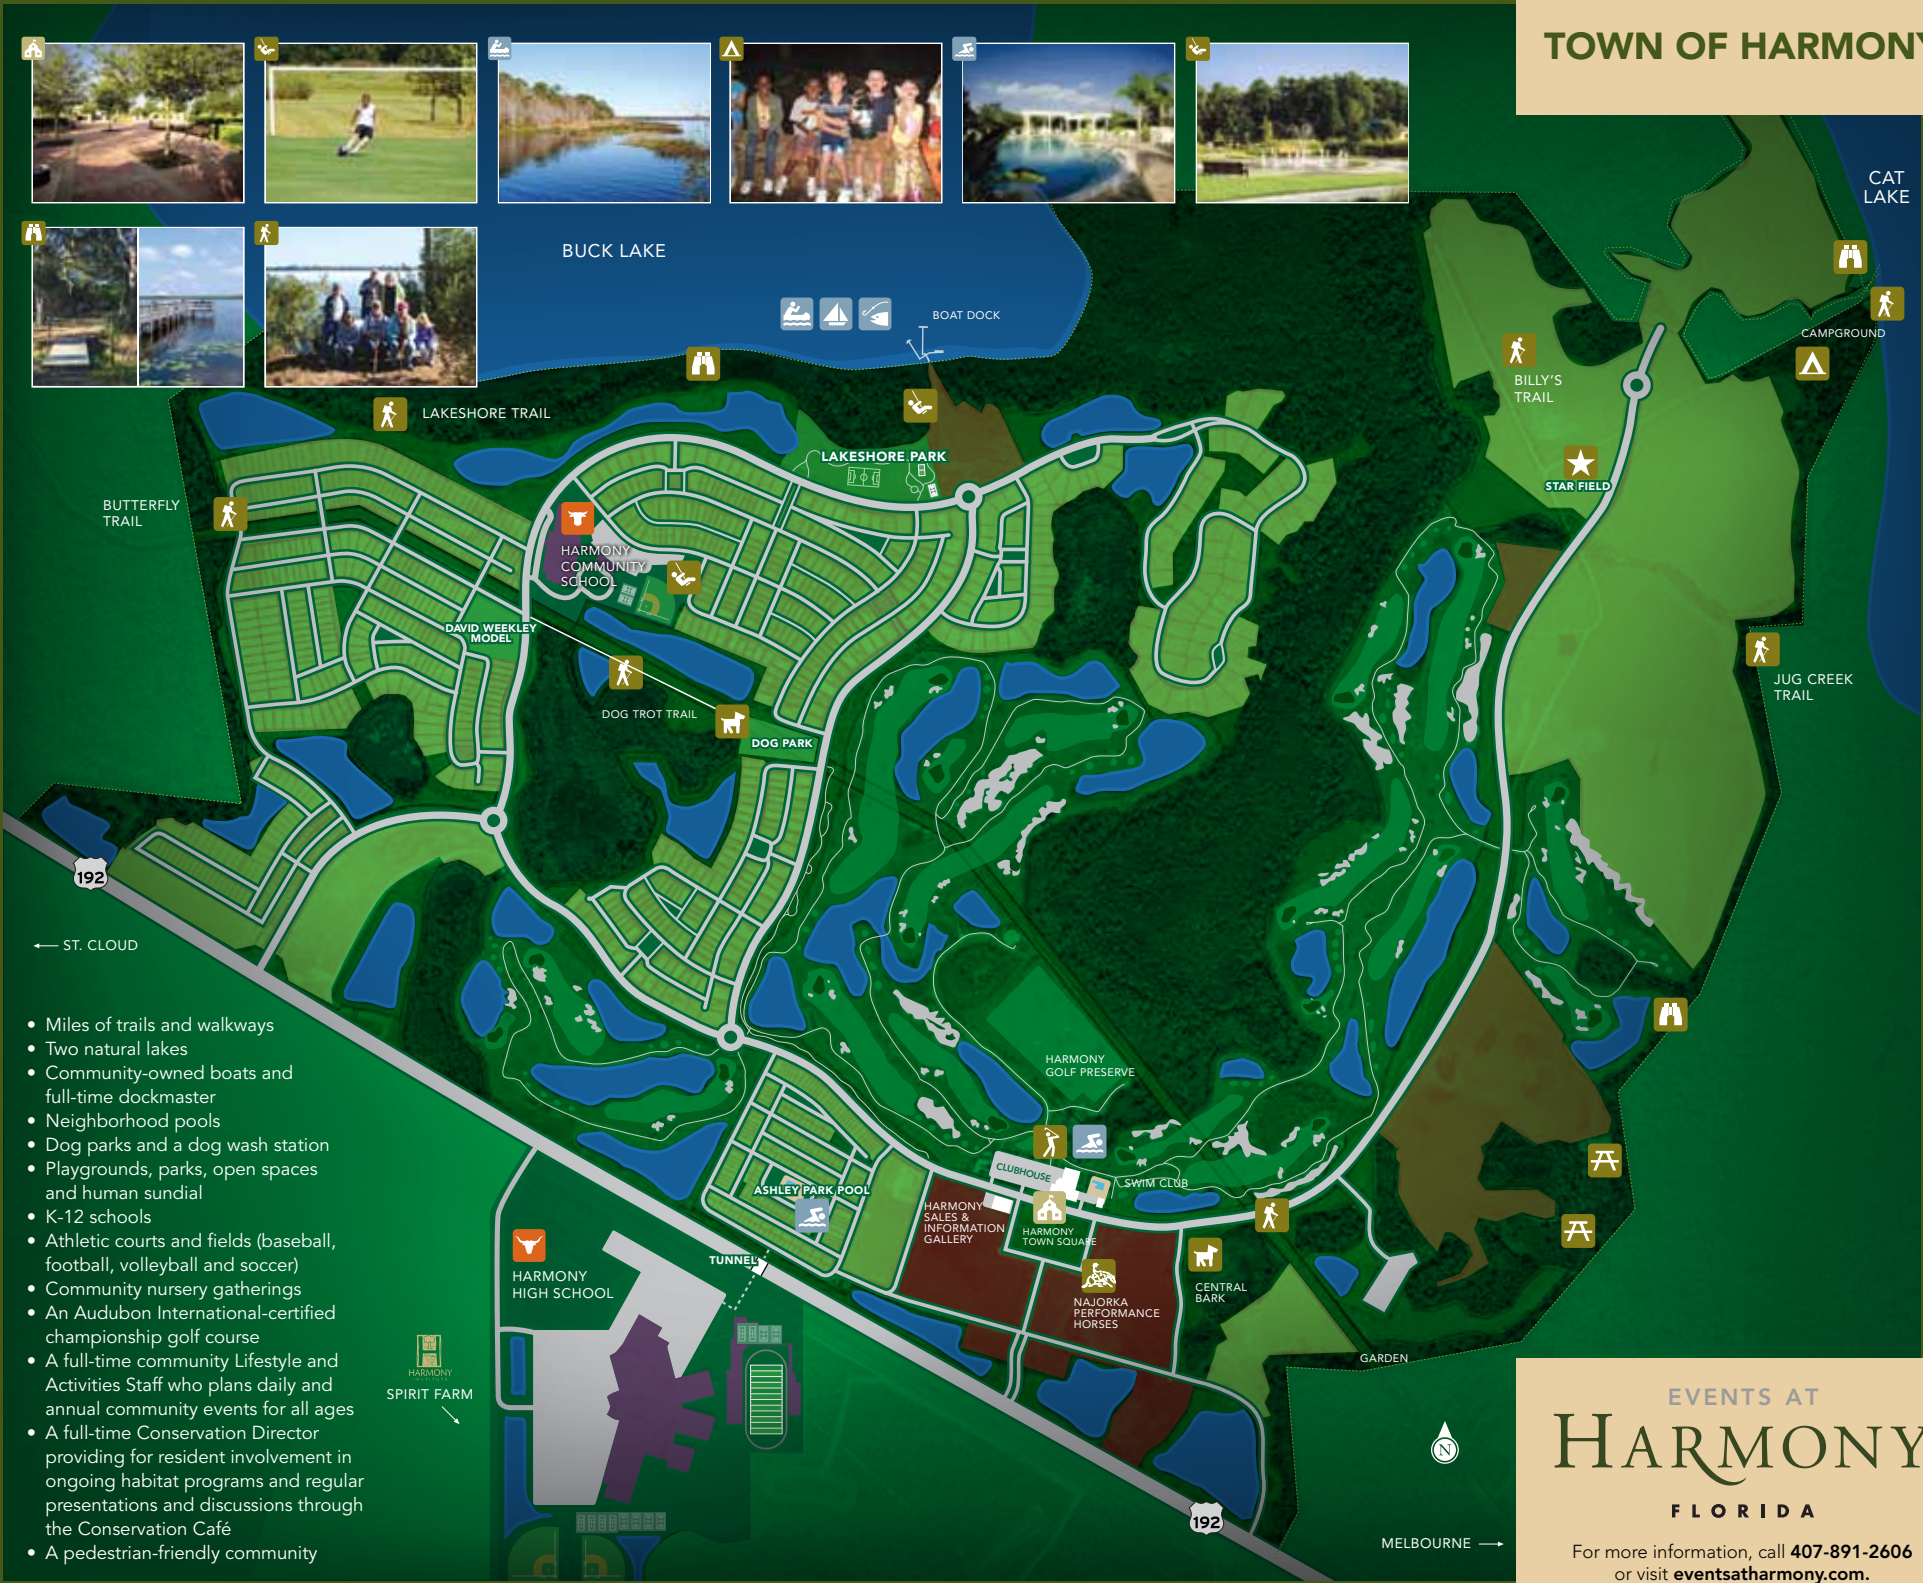 TOWN OF HARMONY
CAT
LAKE
BUCK LAKE
BOAT DOCK
CAMPGROUND
BILLY'S
TRAIL
LAKESHORE TRAIL
LAKESHORE PARK
STAR FIELD
BUTTERFLY
TRAIL
HARMONY
COMMUNITY
SCHOOL
DAVID WEEKLEY
MODEL
JUG CREEK
TRAIL
DOG TROT TRAIL
DOG PARK
192
← ST. CLOUD
• Miles of trails and walkways
• Two natural lakes
• Community-owned boats and
full-time dockmaster
• Neighborhood pools
• Dog parks and a dog wash station
• Playgrounds, parks, open spaces
and human sundial
• K-12 schools
• Athletic courts and fields (baseball,
football, volleyball and soccer)
• Community nursery gatherings
• An Audubon International-certified
championship golf course
• A full-time community Lifestyle and
Activities Staff who plans daily and
annual community events for all ages
• A full-time Conservation Director
providing for resident involvement in
ongoing habitat programs and regular
presentations and discussions through
the Conservation Café
• A pedestrian-friendly community
HARMONY
GOLF PRESERVE
CLUBHOUSE
SWIM CLUB
ASHLEY PARK POOL
HARMONY
SALES &
INFORMATION
GALLERY
HARMONY
TOWN SQUARE
TUNNEL
HARMONY
HIGH SCHOOL
NAJORKA
PERFORMANCE
HORSES
CENTRAL
BARK
GARDEN
HARMONY
INSTITUTE
SPIRIT FARM
N
192
MELBOURNE →
EVENTS AT
HARMONY
FLORIDA
For more information, call 407-891-2606
or visit eventsatharmony.com.